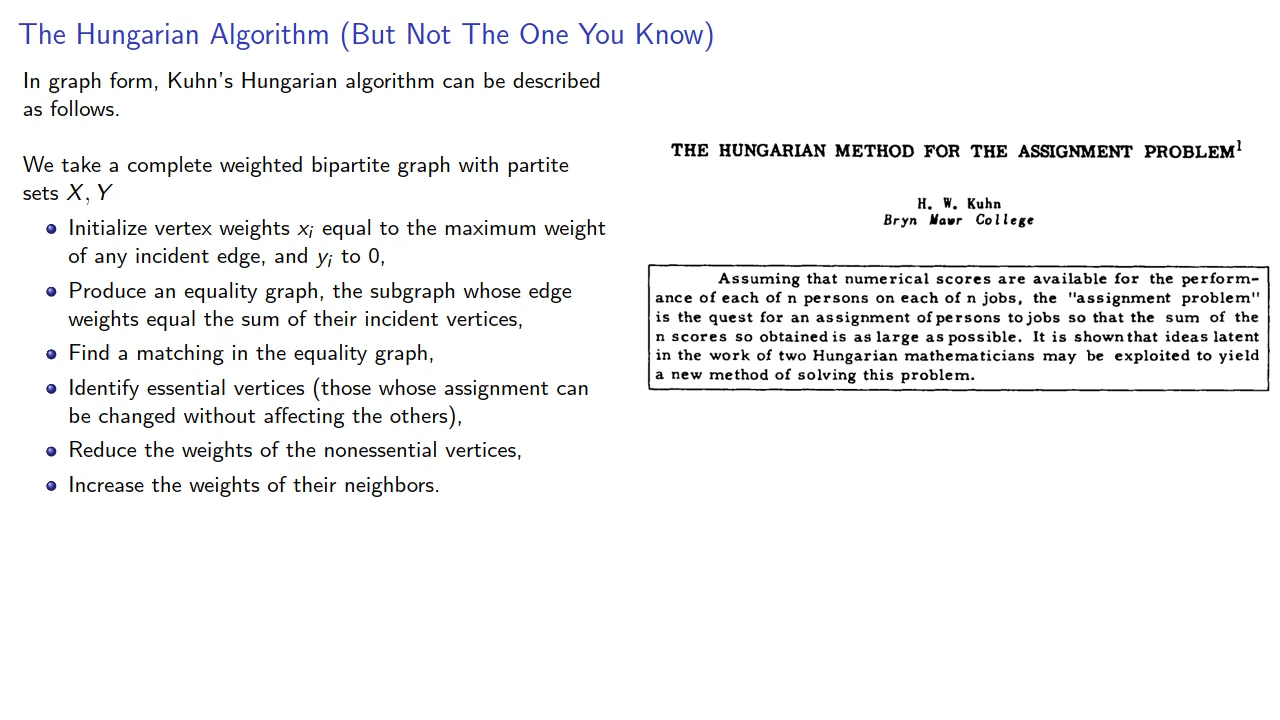 The Hungarian Algorithm (But Not The One You Know)
In graph form, Kuhn's Hungarian algorithm can be described
as follows.
We take a complete weighted bipartite graph with partite
sets X, Y
Initialize vertex weights xᵢ equal to the maximum weight
of any incident edge, and yᵢ to 0,
Produce an equality graph, the subgraph whose edge
weights equal the sum of their incident vertices,
Find a matching in the equality graph,
Identify essential vertices (those whose assignment can
be changed without affecting the others),
Reduce the weights of the nonessential vertices,
Increase the weights of their neighbors.
THE HUNGARIAN METHOD FOR THE ASSIGNMENT PROBLEM¹
H. W. Kuhn
Bryn Mawr College
Assuming that numerical scores are available for the perform-
ance of each of n persons on each of n jobs, the "assignment problem"
is the quest for an assignment of persons to jobs so that the sum of the
n scores so obtained is as large as possible. It is shown that ideas latent
in the work of two Hungarian mathematicians may be exploited to yield
a new method of solving this problem.